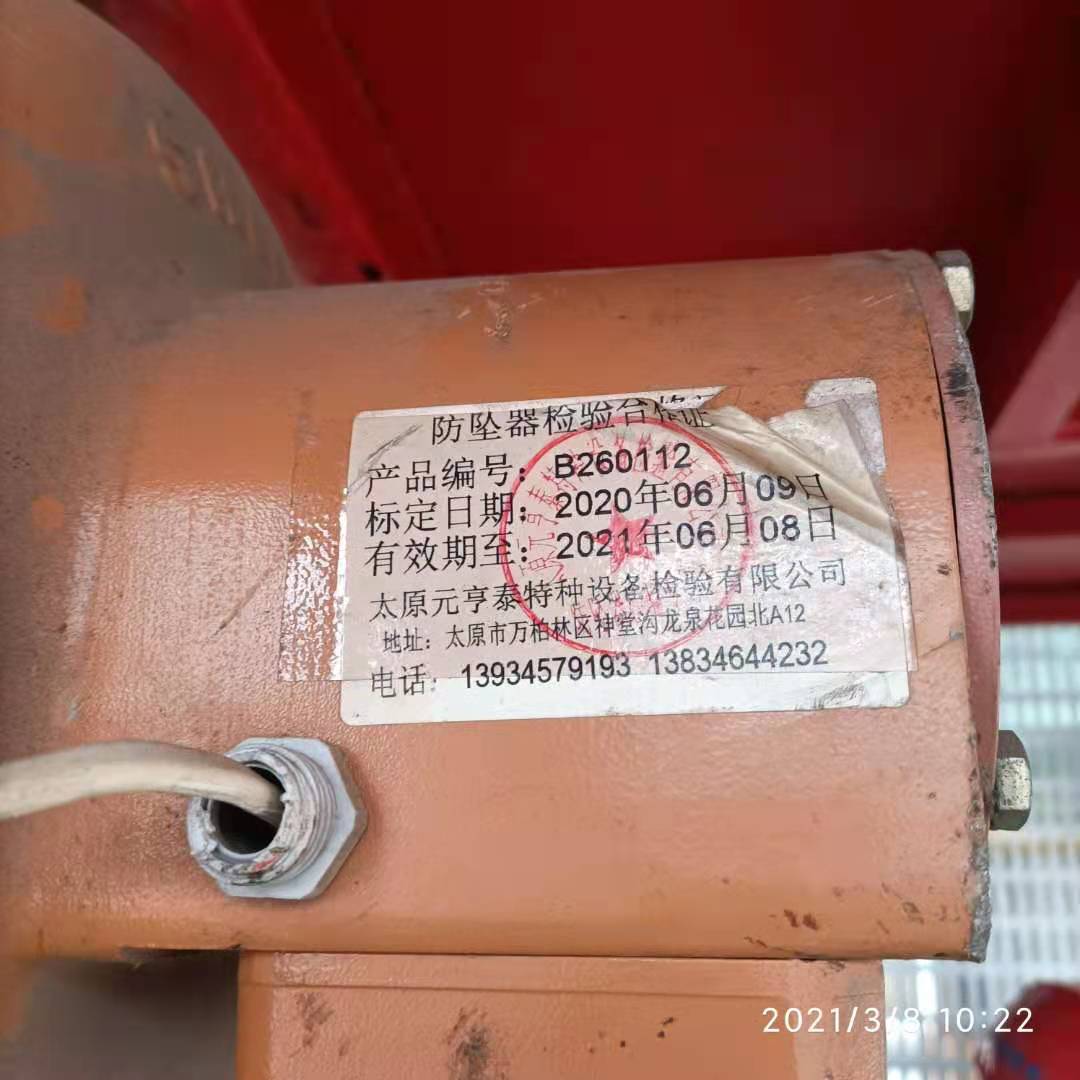 防坠器检验合格证
产品编号：B260112
标定日期：2020年06月09日
有效期至：2021年06月08日
太原元亨泰特种设备检验有限公司
地址：太原市万柏林区神堂沟龙泉花园北A12
电话：13934579193 13834644232
2021/3/8 10:22